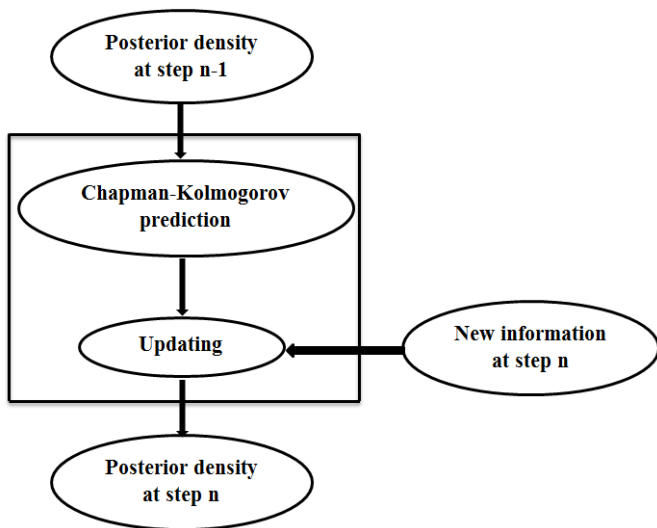 Posterior density
at step n-1
Chapman-Kolmogorov
prediction
Updating
New information
at step n
Posterior density
at step n